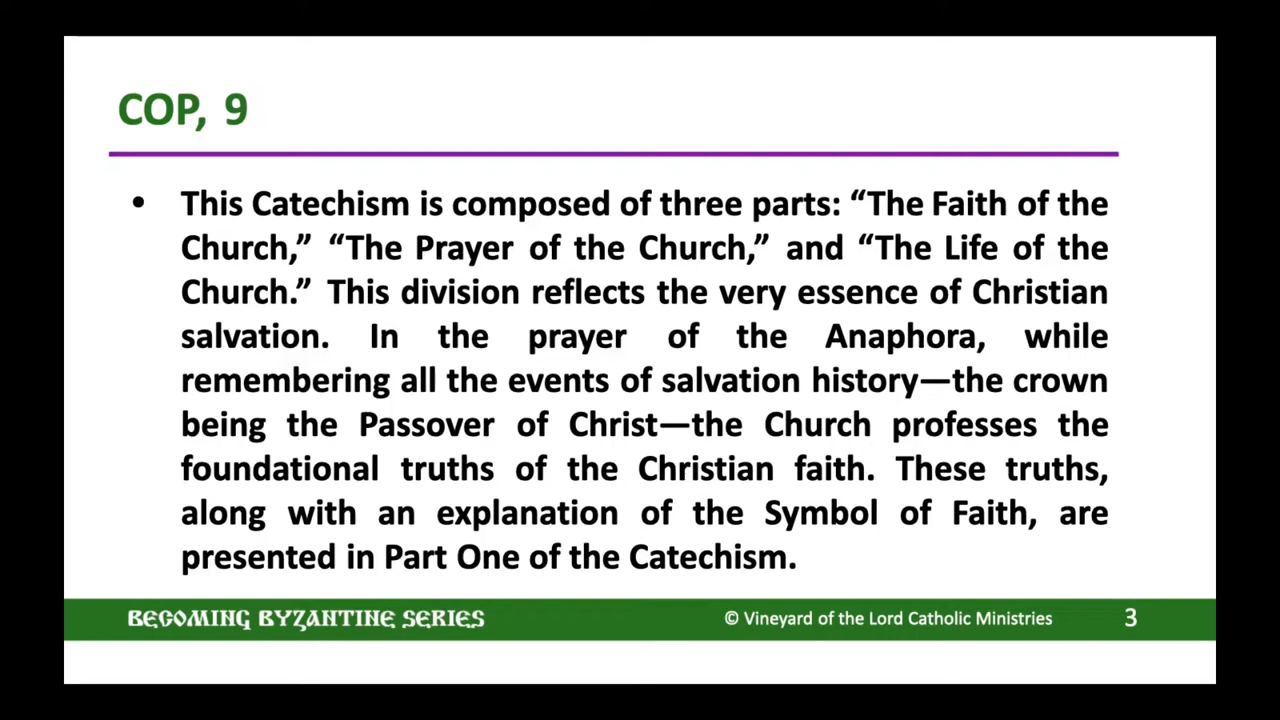 COP, 9
• This Catechism is composed of three parts: “The Faith of the
Church,” “The Prayer of the Church,” and “The Life of the
Church.” This division reflects the very essence of Christian
salvation. In the prayer of the Anaphora, while
remembering all the events of salvation history—the crown
being the Passover of Christ—the Church professes the
foundational truths of the Christian faith. These truths,
along with an explanation of the Symbol of Faith, are
presented in Part One of the Catechism.
BECOMING BYZANTINE SERIES
© Vineyard of the Lord Catholic Ministries
3